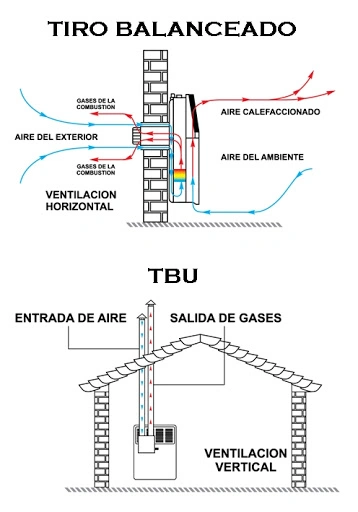 TIRO BALANCEADO
GASES DE LA
COMBUSTION
AIRE CALEFACCIONADO
AIRE DEL EXTERIOR
AIRE DEL AMBIENTE
GASES DE LA
COMBUSTION
VENTILACION
HORIZONTAL
TBU
ENTRADA DE AIRE
SALIDA DE GASES
VENTILACION
VERTICAL